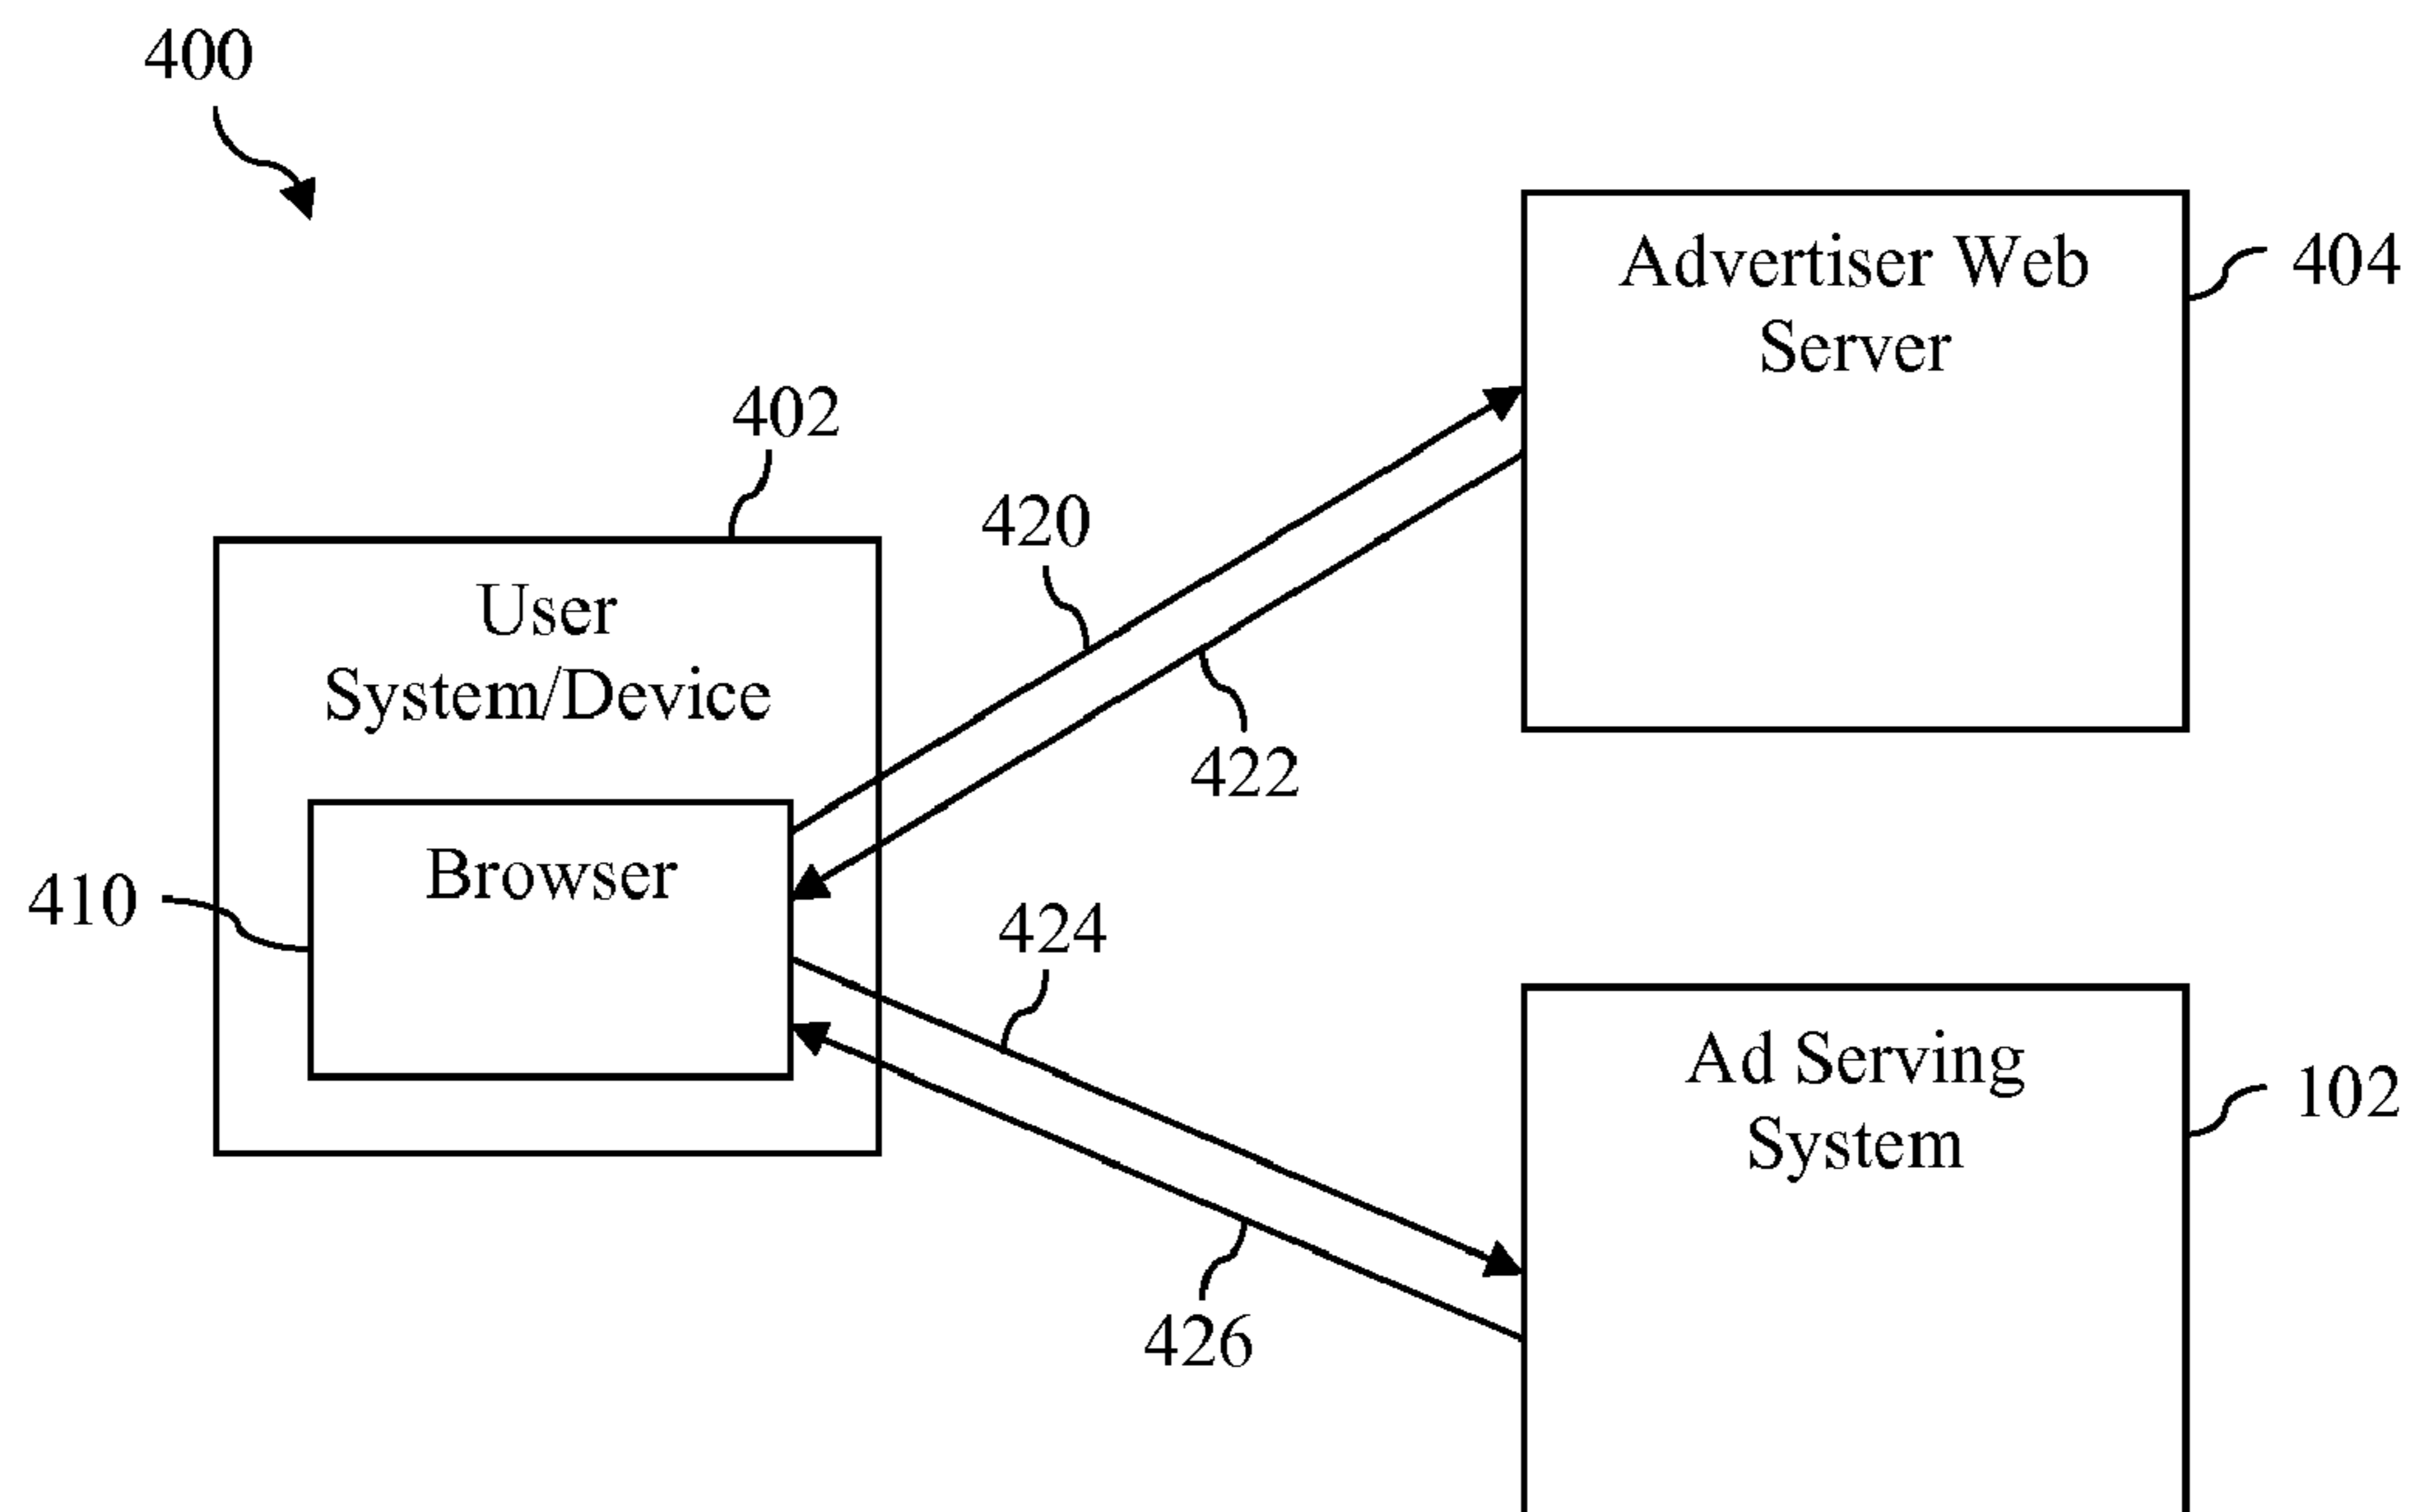 400
Advertiser Web
Server
404
402
420
User
System/Device
422
Browser
410
424
Ad Serving
System
102
426